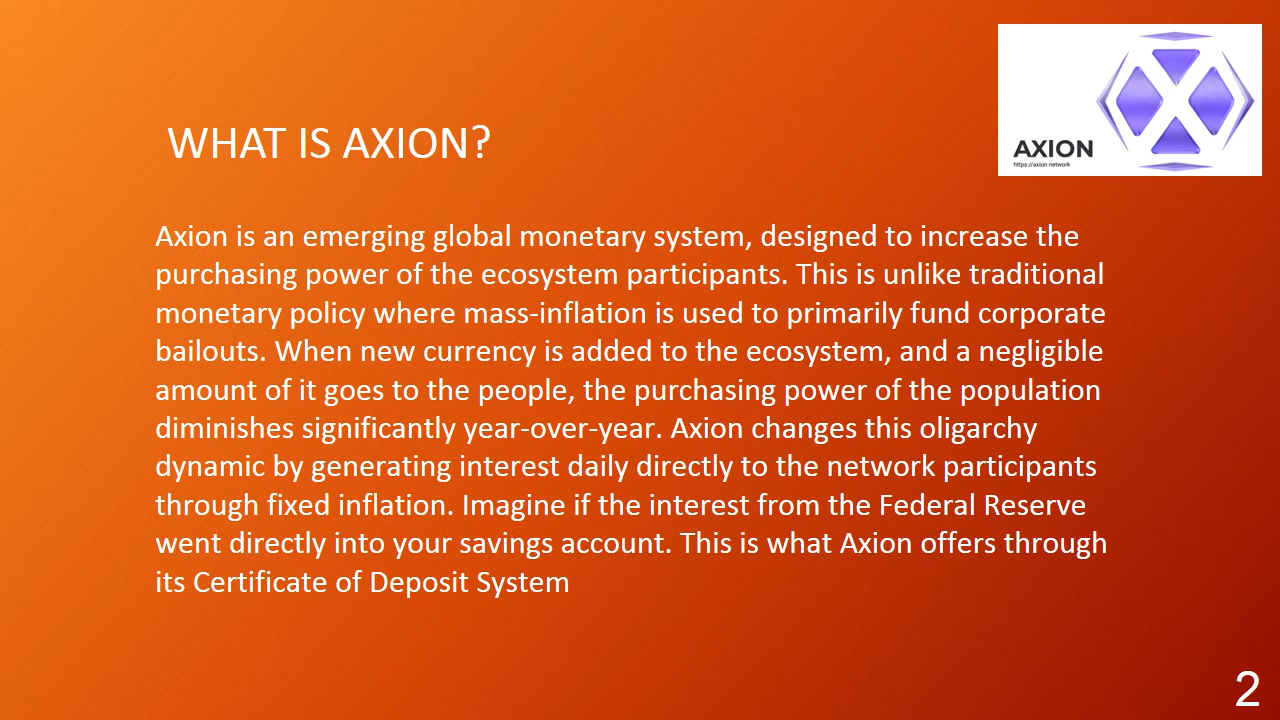 AXION
https://axion.network
WHAT IS AXION?
Axion is an emerging global monetary system, designed to increase the
purchasing power of the ecosystem participants. This is unlike traditional
monetary policy where mass-inflation is used to primarily fund corporate
bailouts. When new currency is added to the ecosystem, and a negligible
amount of it goes to the people, the purchasing power of the population
diminishes significantly year-over-year. Axion changes this oligarchy
dynamic by generating interest daily directly to the network participants
through fixed inflation. Imagine if the interest from the Federal Reserve
went directly into your savings account. This is what Axion offers through
its Certificate of Deposit System
2